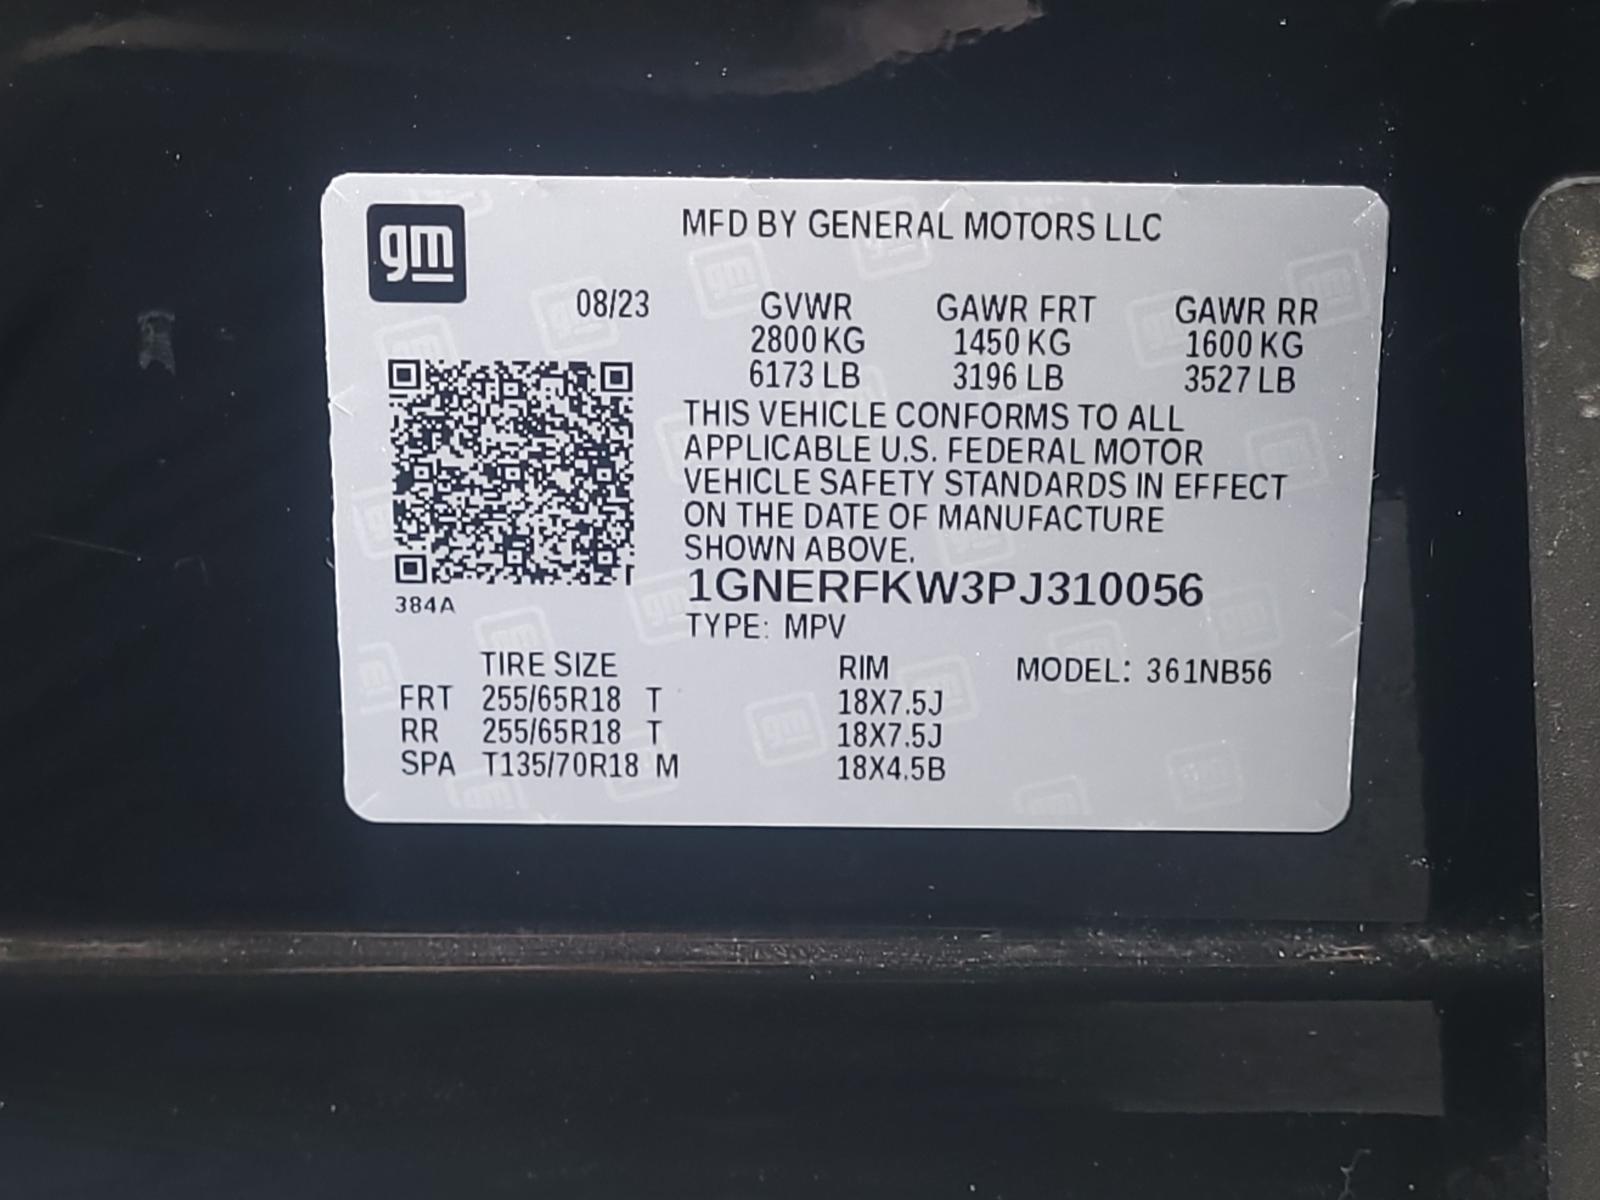 gm
MFD BY GENERAL MOTORS LLC
08/23 GVWR GAWR FRT GAWR RR
2800 KG 1450 KG 1600 KG
6173 LB 3196 LB 3527 LB
THIS VEHICLE CONFORMS TO ALL
APPLICABLE U.S. FEDERAL MOTOR
VEHICLE SAFETY STANDARDS IN EFFECT
ON THE DATE OF MANUFACTURE
SHOWN ABOVE.
1GNERFKW3PJ310056
384A
TYPE: MPV
TIRE SIZE RIM MODEL: 361NB56
FRT 255/65R18 T 18X7.5J
RR 255/65R18 T 18X7.5J
SPA T135/70R18 M 18X4.5B